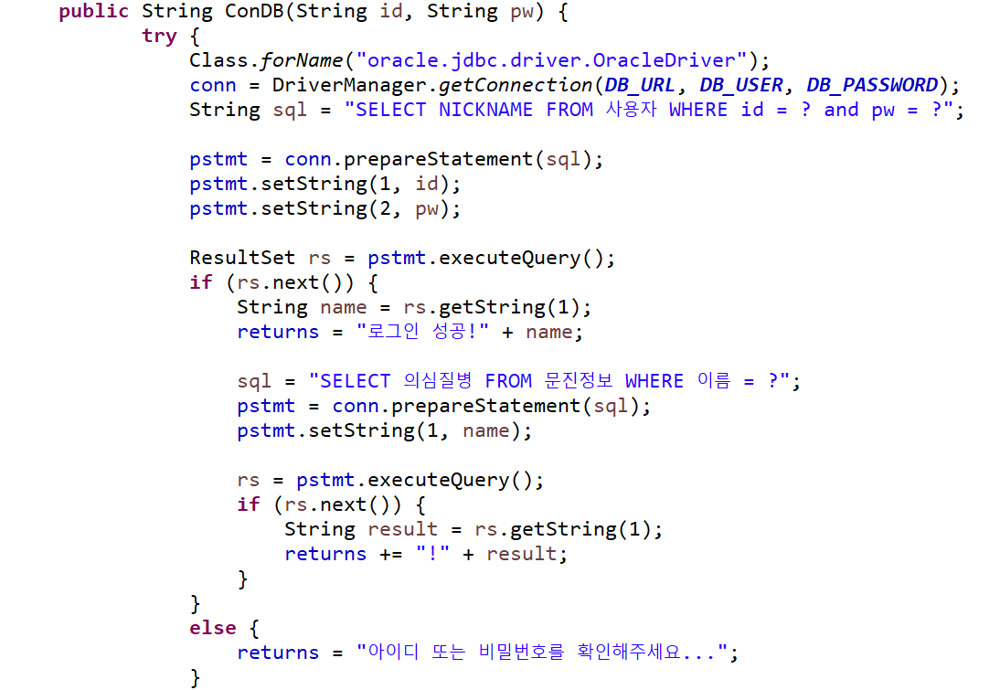 public String ConDB(String id, String pw) {
try {
Class.forName("oracle.jdbc.driver.OracleDriver");
conn = DriverManager.getConnection(DB_URL, DB_USER, DB_PASSWORD);
String sql = "SELECT NICKNAME FROM 사용자 WHERE id = ? and pw = ?";
pstmt = conn.prepareStatement(sql);
pstmt.setString(1, id);
pstmt.setString(2, pw);
ResultSet rs = pstmt.executeQuery();
if (rs.next()) {
String name = rs.getString(1);
returns = "로그인 성공!" + name;
sql = "SELECT 의심질병 FROM 문진정보 WHERE 이름 = ?";
pstmt = conn.prepareStatement(sql);
pstmt.setString(1, name);
rs = pstmt.executeQuery();
if (rs.next()) {
String result = rs.getString(1);
returns += "!" + result;
}
}
else {
returns = "아이디 또는 비밀번호를 확인해주세요...";
}